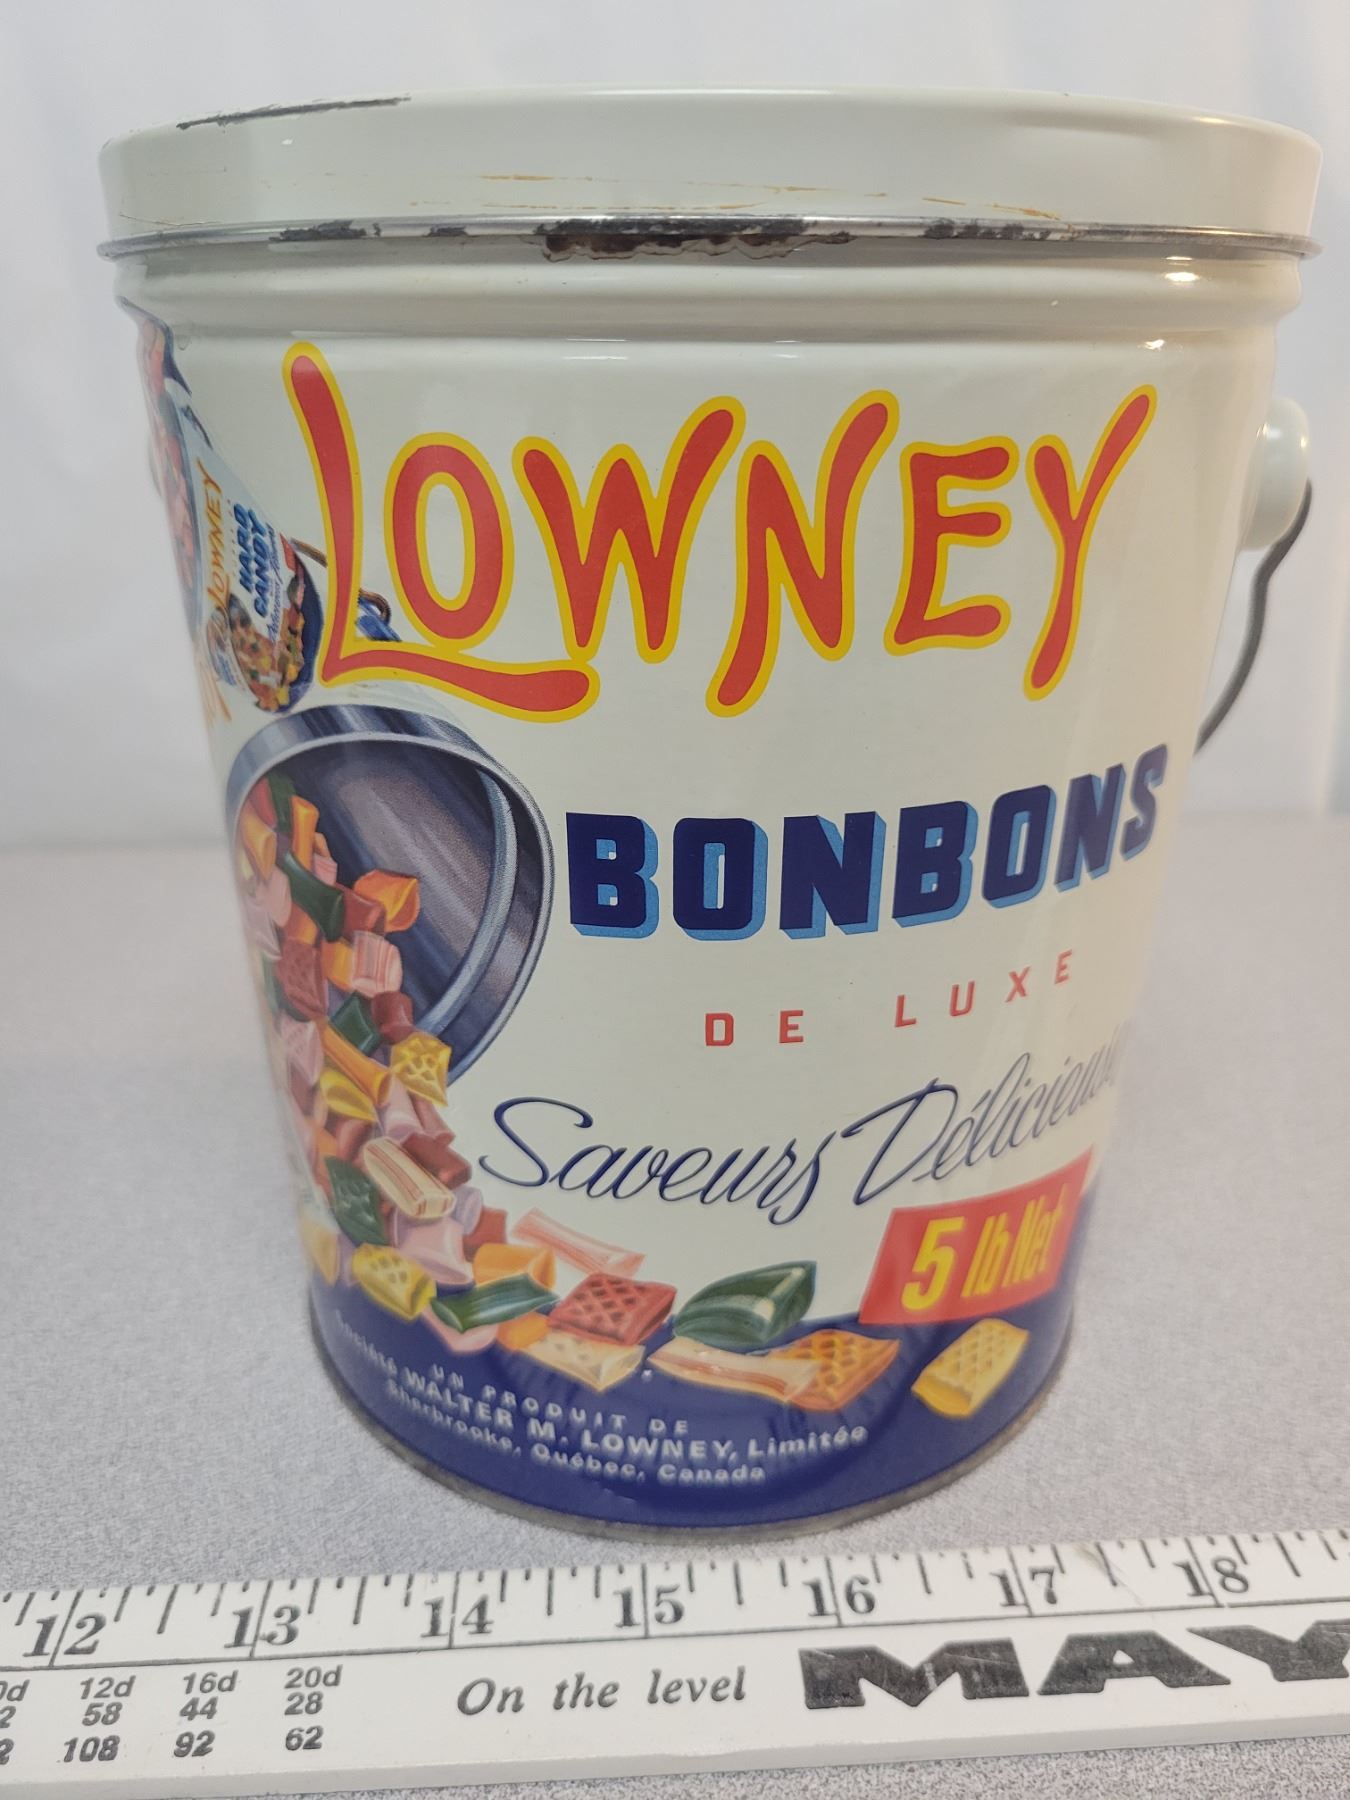 LOWNEY
LOWNEY
HARD
CANDY
BONBONS
DE LUXE
Saveurs
5 lb Net
UN PRODUIT DE
Société WALTER M. LOWNEY, Limitée
Sherbrooke, Québec, Canada
12 13 14 15 16 17 18
12d 16d 20d
58 44 28
108 92 62
On the level